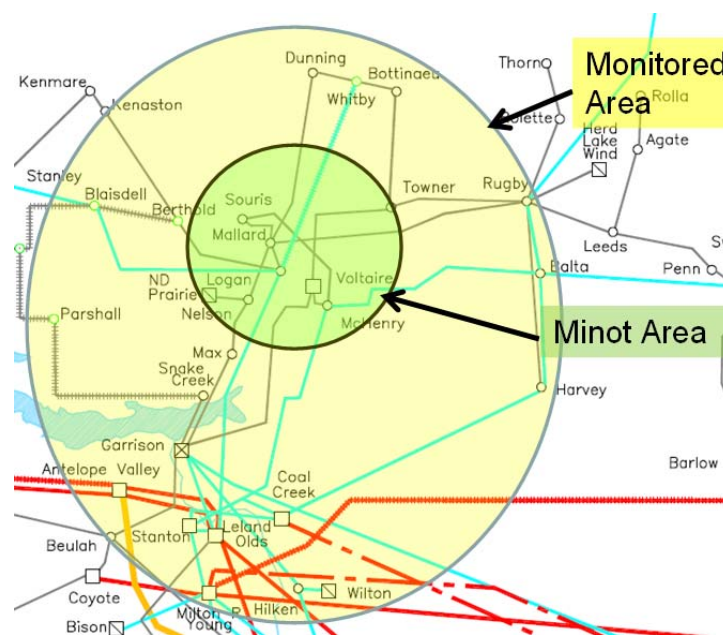 Dunning
Bottineau
Whitby
Thorn
Monitored
Area
Kenmare
Kenaston
Rolla
Herd
Lake
Wind
Agate
Stanley
Blaisdell
Berthold
Souris
Mallard
Towner
Rugby
Leeds
Penn
ND
Prairie
Logan
Nelson
Voltaire
McHenry
Balta
Parshall
Minot Area
Max
Snake
Creek
Harvey
Garrison
Antelope Valley
Coal
Creek
Barlow
Stanton
Leland
Olds
Beulah
Coyote
Bison
Milton R
Young
Hilken
Wilton